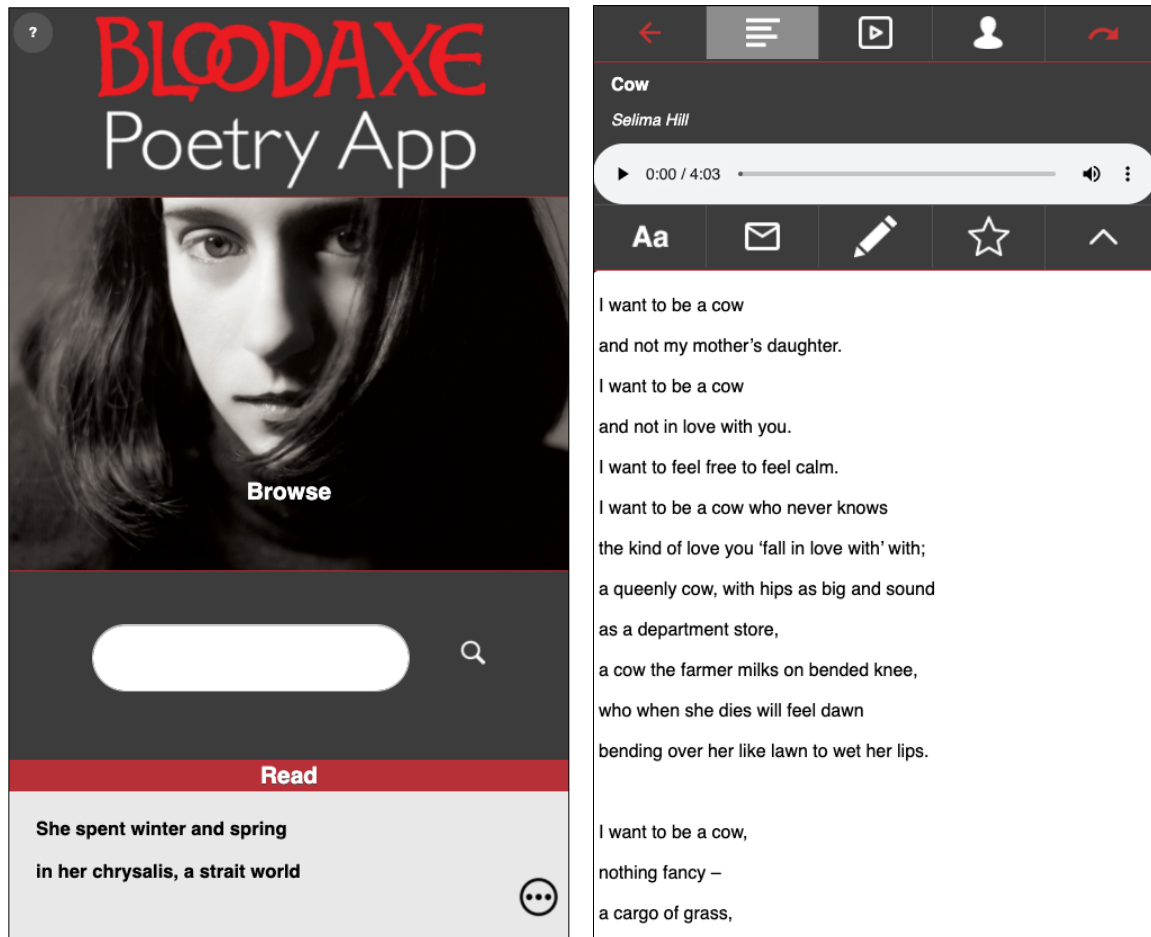 ?
BLOODAXE
Poetry App
Browse
Read
She spent winter and spring
in her chrysalis, a strait world
Cow
Selima Hill
0:00 / 4:03
Aa
I want to be a cow
and not my mother’s daughter.
I want to be a cow
and not in love with you.
I want to feel free to feel calm.
I want to be a cow who never knows
the kind of love you ‘fall in love with’ with;
a queenly cow, with hips as big and sound
as a department store,
a cow the farmer milks on bended knee,
who when she dies will feel dawn
bending over her like lawn to wet her lips.
I want to be a cow,
nothing fancy –
a cargo of grass,